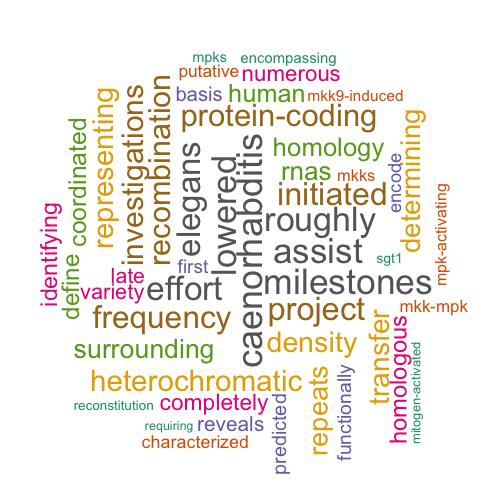 mpks
encompassing
putative
numerous
basis
human
mkk9-induced
protein-coding
representing
coordinated
investigations
recombination
elegans
lowered
caenorhabditis
homology
rnas
mkks
encode
determining
mpk-activating
initiated
roughly
assist
sgt1
identifying
define
late
variety
first
effort
milestones
mkk-mpk
frequency
project
transfer
homologous
mitogen-activated
surrounding
density
heterochromatic
repeats
functionally
predicted
reconstitution
completely
requiring
reveals
characterized